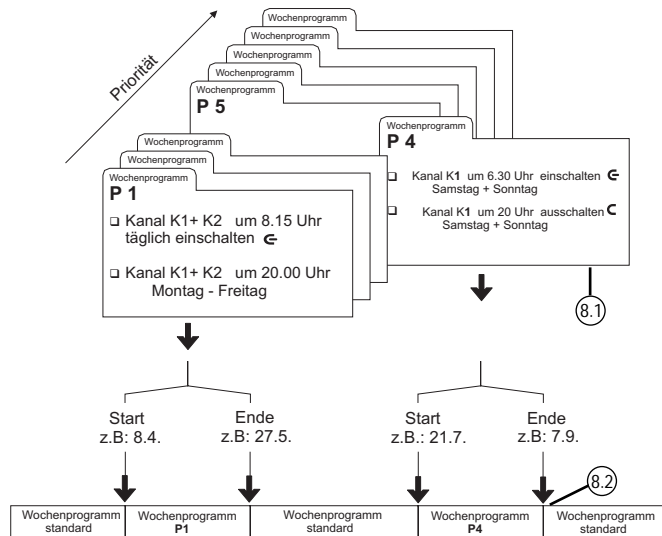 Wochenprogramm
Wochenprogramm
Wochenprogramm
Wochenprogramm
Wochenprogramm
P 5
Priorität
Wochenprogramm
P 4
Kanal K1 um 6.30 Uhr einschalten
Samstag + Sonntag
Kanal K1 um 20 Uhr ausschalten
Samstag + Sonntag
Wochenprogramm
Wochenprogramm
Wochenprogramm
P 1
Kanal K1+ K2 um 8.15 Uhr
täglich einschalten
Kanal K1+ K2 um 20.00 Uhr
Montag - Freitag
8.1
Start
z.B: 8.4.
Ende
z.B: 27.5.
Start
z.B.: 21.7.
Ende
z.B: 7.9.
8.2
Wochenprogramm
standard
Wochenprogramm
P1
Wochenprogramm
standard
Wochenprogramm
P4
Wochenprogramm
standard